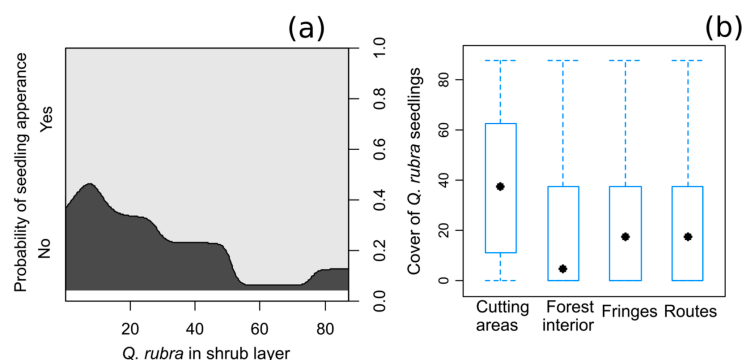 (a)
Probability of seedling apperance
No Yes
0.0 0.2 0.4 0.6 0.8 1.0
20 40 60 80
Q. rubra in shrub layer
(b)
Cover of Q. rubra seedlings
0 20 40 60 80
Cutting areas
Forest interior
Fringes
Routes